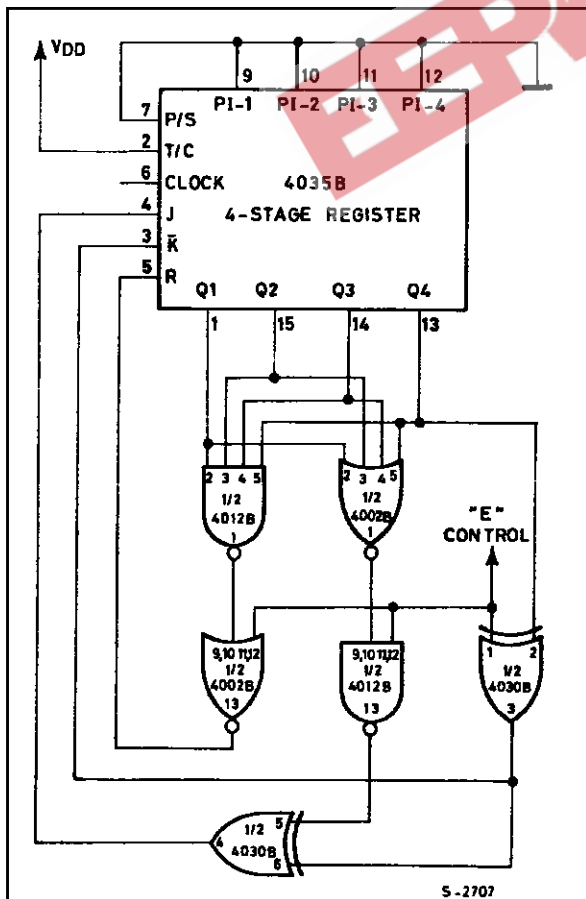 EEPW
VDD
9 10 11 12
PI-1 PI-2 PI-3 PI-4
7 P/S
2 T/C
6 CLOCK 4035B
4 J 4-STAGE REGISTER
3 K̅
5 R
Q1 Q2 Q3 Q4
1 15 14 13
2 3 4 5
1/2
4012B
1
2 3 4 5
1/2
4002B
1
"E"
CONTROL
9,10 11,12
1/2
4002B
13
9,10 11,12
1/2
4012B
13
1 2
1/2
4030B
3
4 1/2 5
4030B 6
S-2707